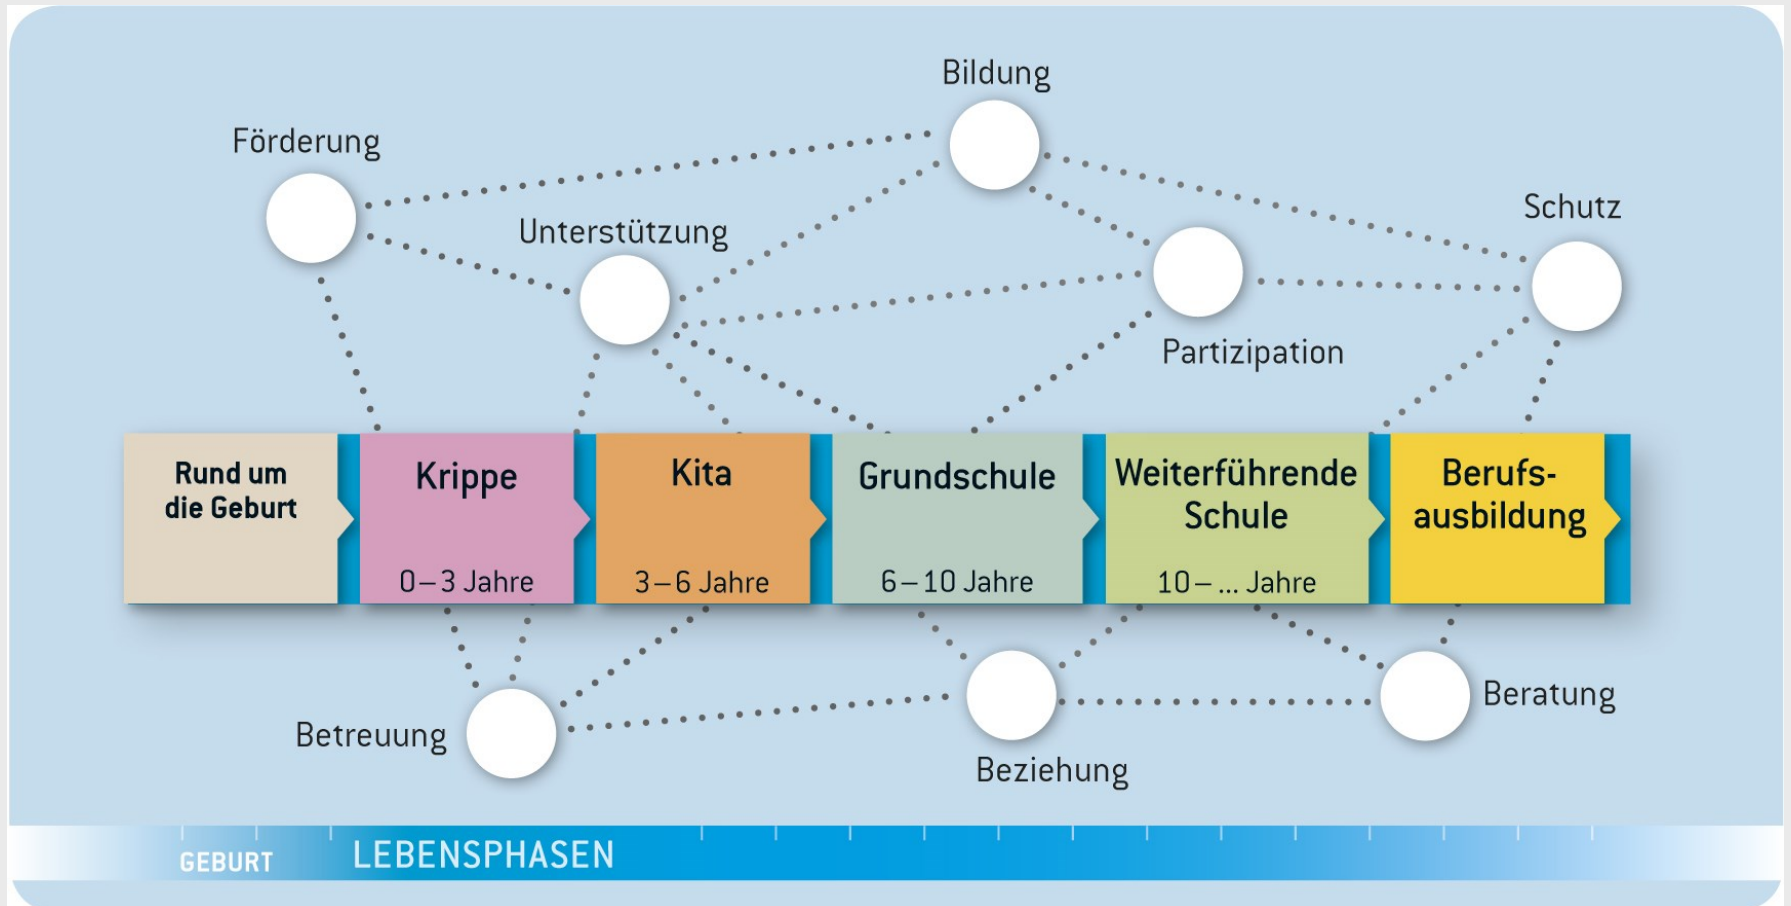 Bildung
Förderung
Schutz
Unterstützung
Partizipation
Rund um
die Geburt
Krippe
0–3 Jahre
Kita
3–6 Jahre
Grundschule
6–10 Jahre
Weiterführende
Schule
10–... Jahre
Berufs-
ausbildung
Betreuung
Beziehung
Beratung
GEBURT
LEBENSPHASEN